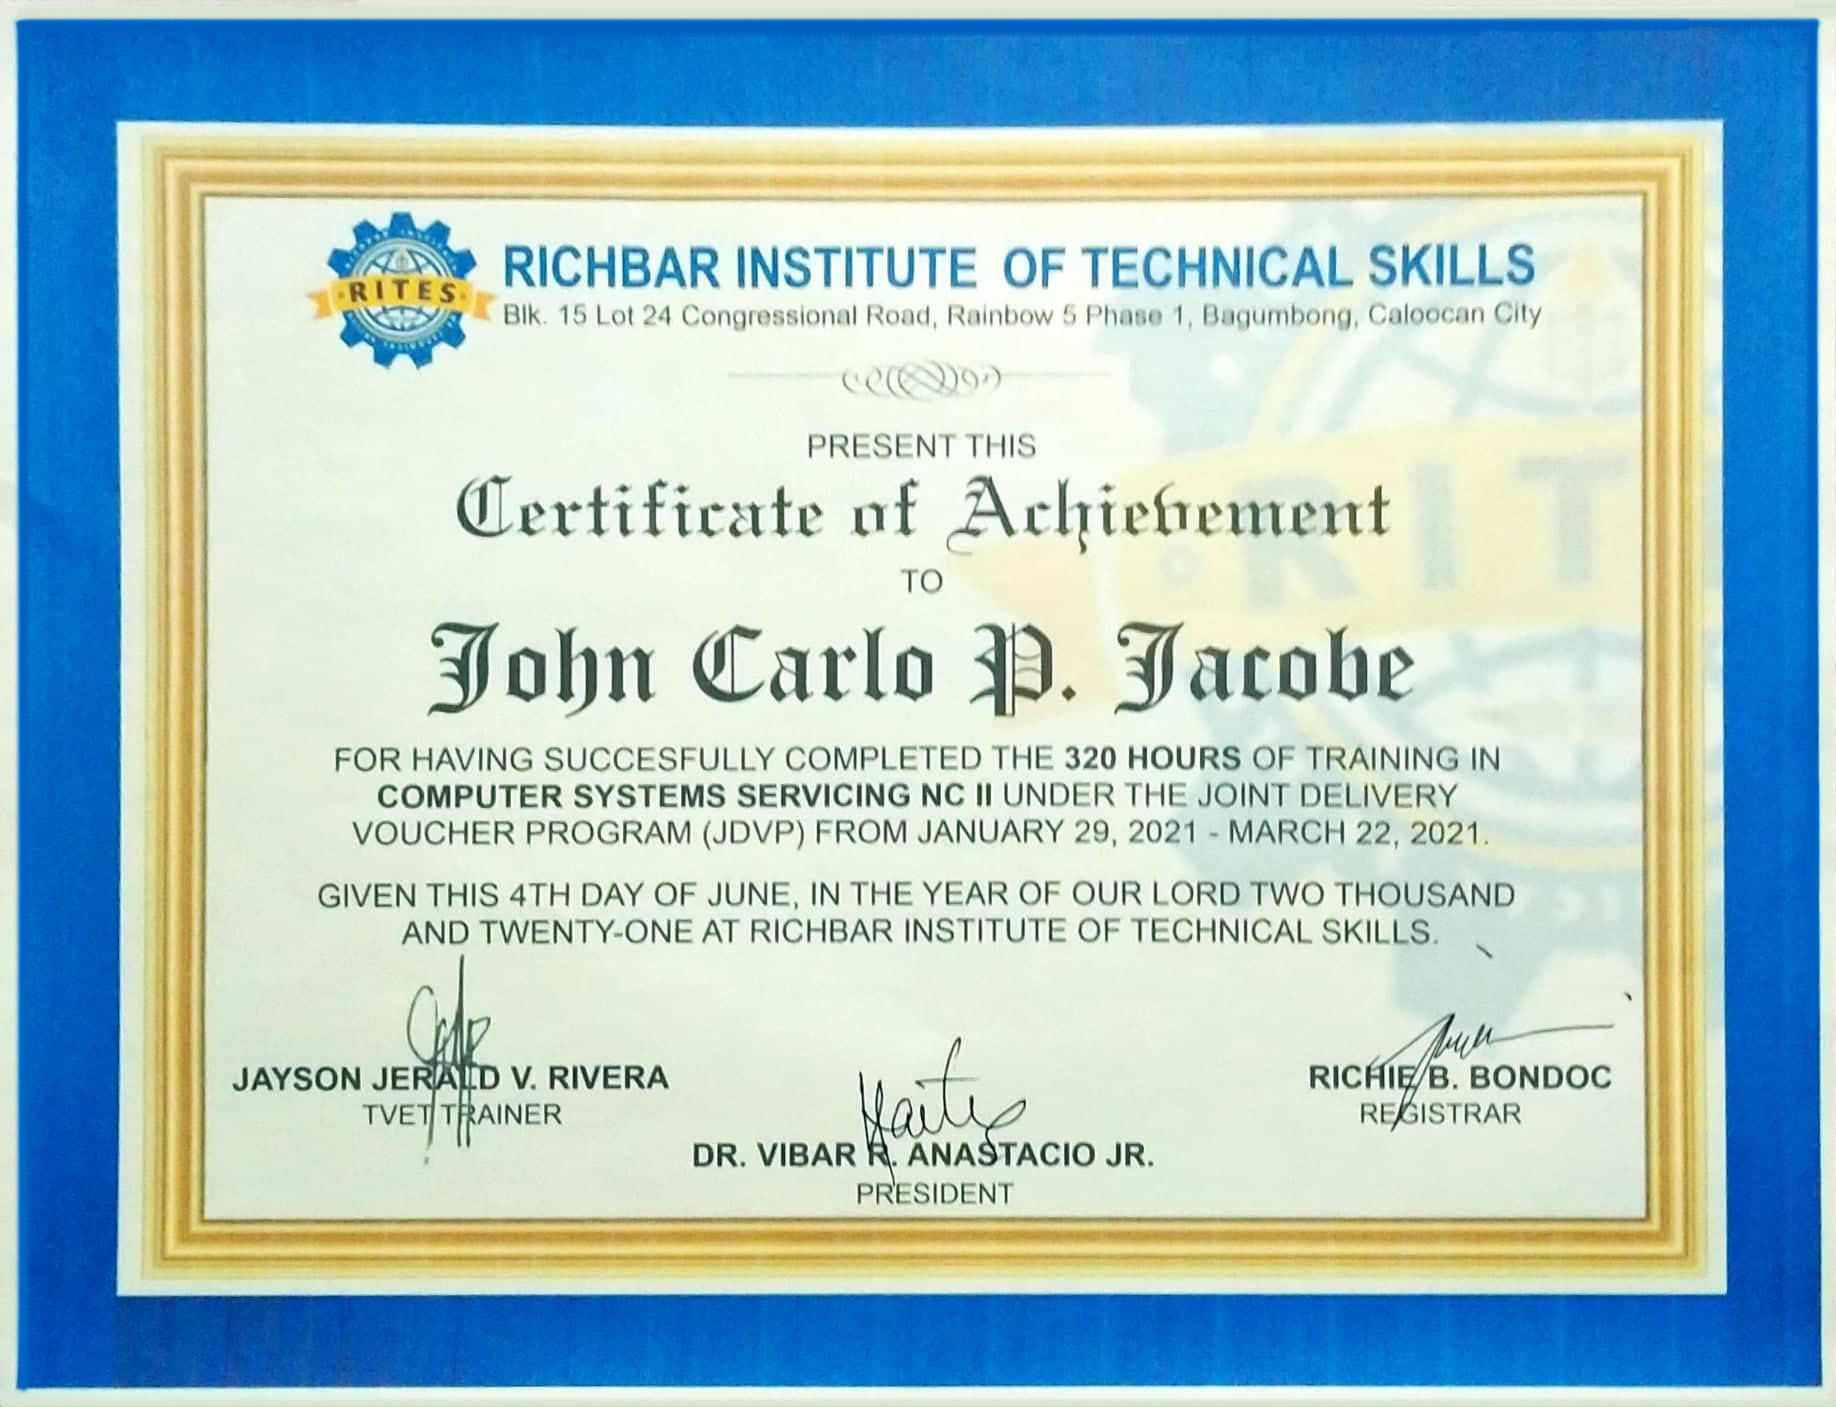 RITES
RICHBAR INSTITUTE OF TECHNICAL SKILLS
Blk. 15 Lot 24 Congressional Road, Rainbow 5 Phase 1, Bagumbong, Caloocan City
PRESENT THIS
Certificate of Achievement
TO
John Carlo P. Jacobe
FOR HAVING SUCCESFULLY COMPLETED THE 320 HOURS OF TRAINING IN
COMPUTER SYSTEMS SERVICING NC II UNDER THE JOINT DELIVERY
VOUCHER PROGRAM (JDVP) FROM JANUARY 29, 2021 - MARCH 22, 2021.
GIVEN THIS 4TH DAY OF JUNE, IN THE YEAR OF OUR LORD TWO THOUSAND
AND TWENTY-ONE AT RICHBAR INSTITUTE OF TECHNICAL SKILLS.
JAYSON JERALD V. RIVERA
TVET TRAINER
RICHIE B. BONDOC
REGISTRAR
DR. VIBAR R. ANASTACIO JR.
PRESIDENT
RIT